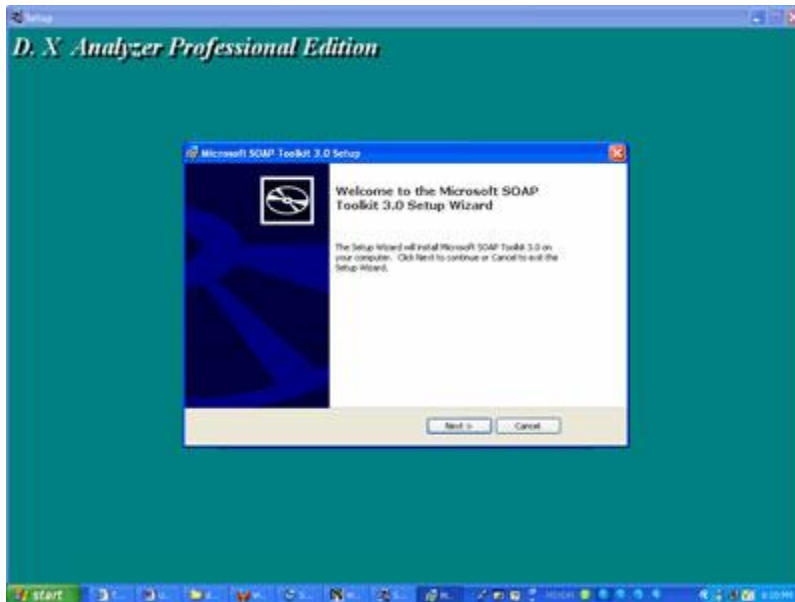 Setup
D. X Analyzer Professional Edition
Microsoft SOAP Toolkit 3.0 Setup
Welcome to the Microsoft SOAP
Toolkit 3.0 Setup Wizard
The Setup Wizard will install Microsoft SOAP Toolkit 3.0 on
your computer. Click Next to continue or Cancel to exit the
Setup Wizard.
Next >
Cancel
start